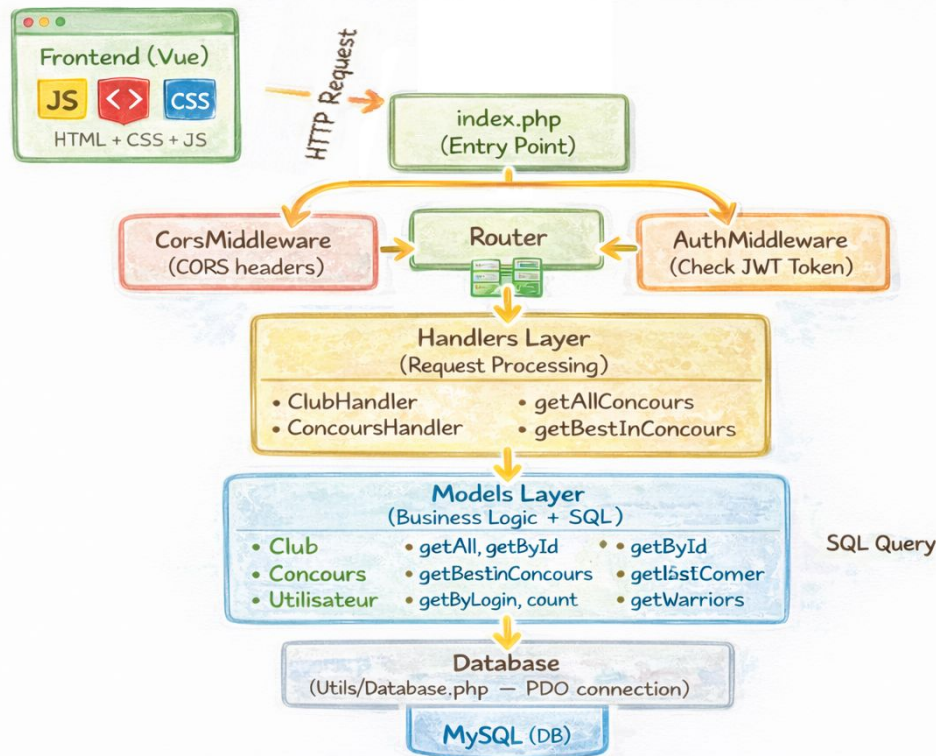 Frontend (Vue)
JS <> CSS
HTML + CSS + JS
HTTP Request
index.php
(Entry Point)
CorsMiddleware
(CORS headers)
Router
AuthMiddleware
(Check JWT Token)
Handlers Layer
(Request Processing)
• ClubHandler
• ConcoursHandler
• getAllConcours
• getBestInConcours
Models Layer
(Business Logic + SQL)
• Club
• Concours
• Utilisateur
• getAll, getById
• getBestinConcours
• getByLogin, count
• getById
• getWarriors
SQL Query
Database
(Utils/Database.php — PDO connection)
MySQL (DB)